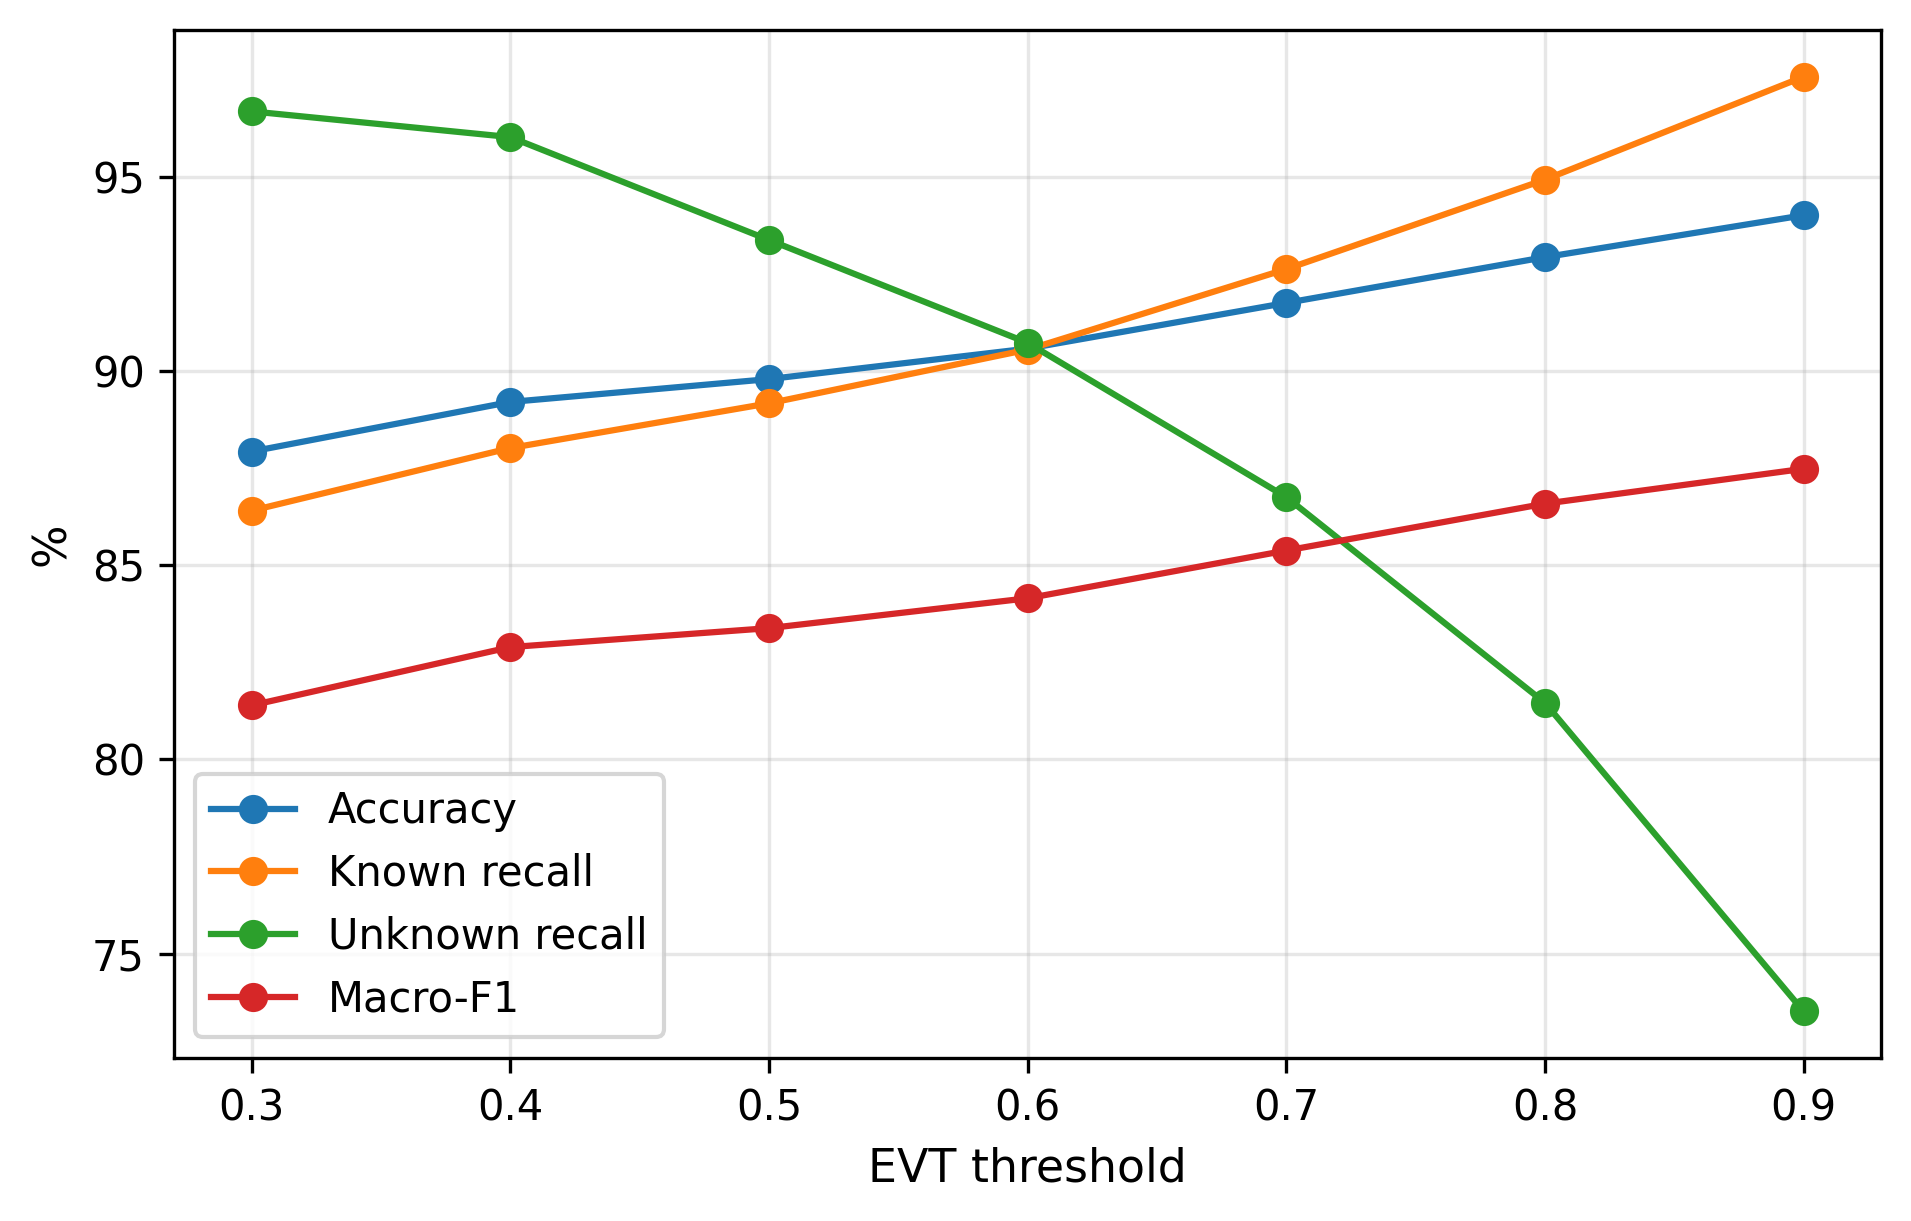 %
95
90
85
80
75
Accuracy
Known recall
Unknown recall
Macro-F1
0.3 0.4 0.5 0.6 0.7 0.8 0.9
EVT threshold